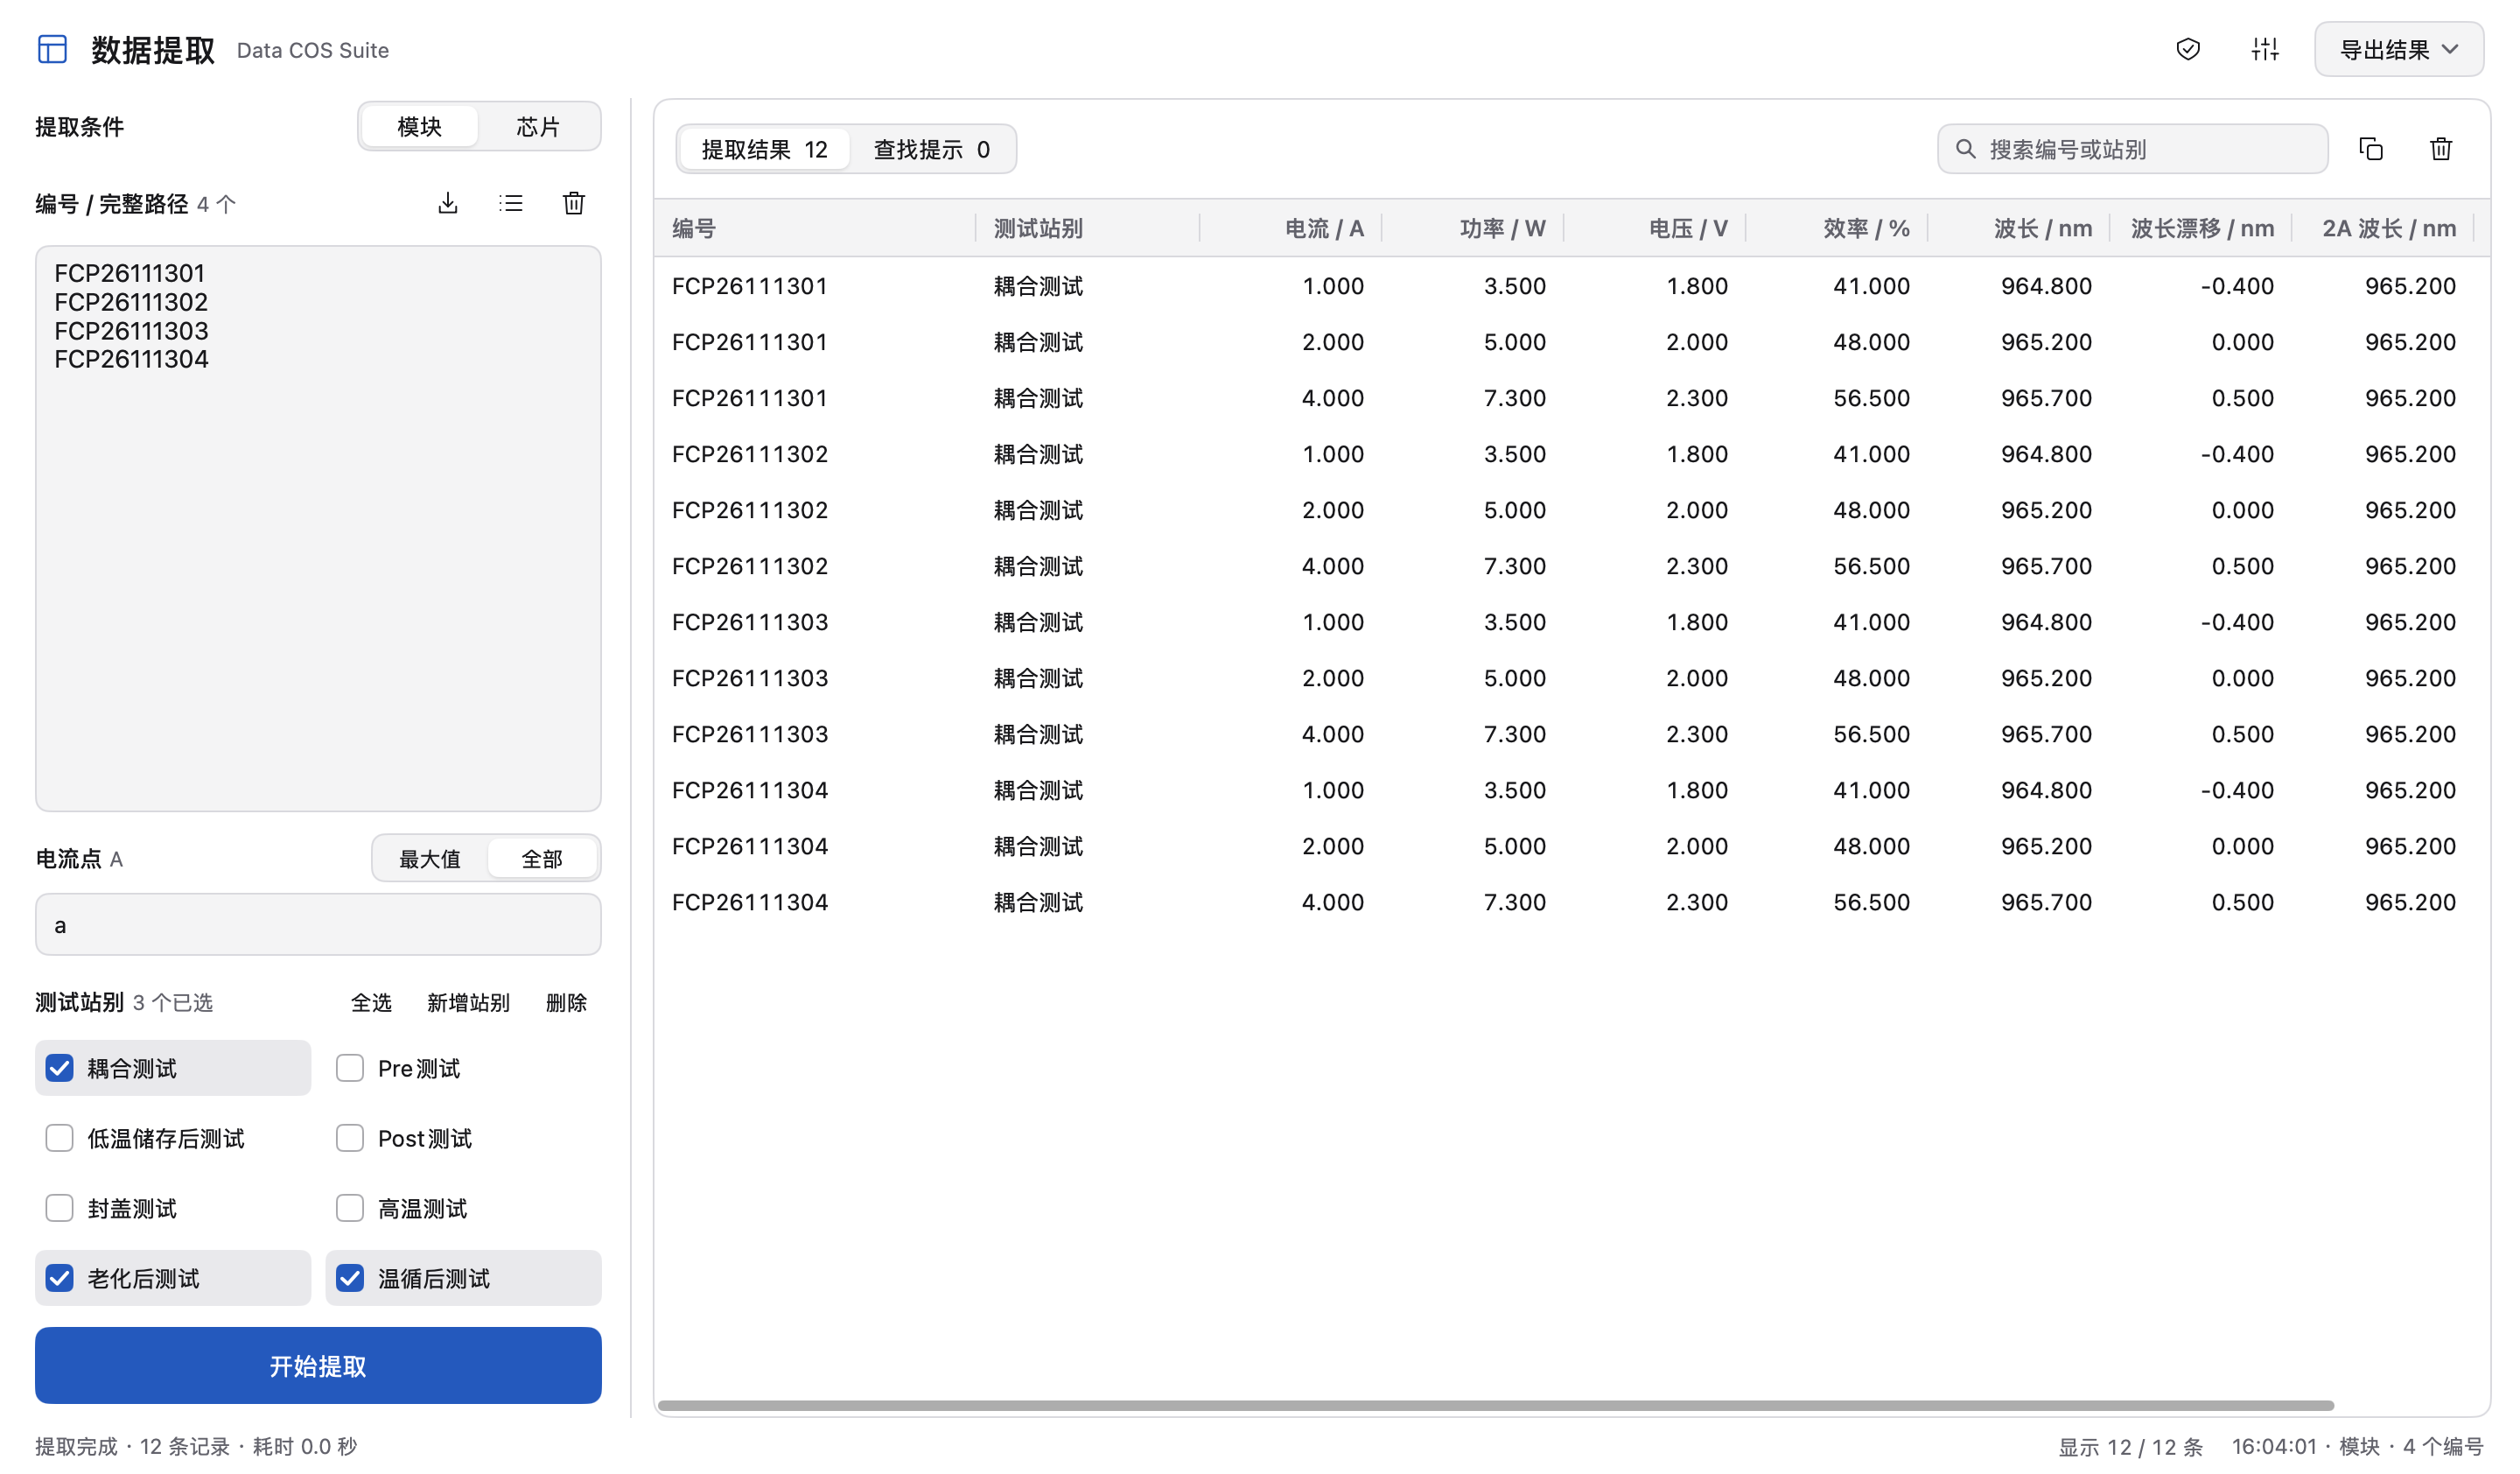 数据提取 Data COS Suite 导出结果
提取条件 模块 芯片
编号 / 完整路径 4 个
FCP26111301
FCP26111302
FCP26111303
FCP26111304
电流点 A 最大值 全部
a
测试站别 3 个已选 全选 新增站别 删除
耦合测试 Pre测试
低温储存后测试 Post测试
封盖测试 高温测试
老化后测试 温循后测试
开始提取
提取结果 12 查找提示 0 搜索编号或站别
编号 测试站别 电流 / A 功率 / W 电压 / V 效率 / % 波长 / nm 波长漂移 / nm 2A 波长 / nm
FCP26111301 耦合测试 1.000 3.500 1.800 41.000 964.800 -0.400 965.200
FCP26111301 耦合测试 2.000 5.000 2.000 48.000 965.200 0.000 965.200
FCP26111301 耦合测试 4.000 7.300 2.300 56.500 965.700 0.500 965.200
FCP26111302 耦合测试 1.000 3.500 1.800 41.000 964.800 -0.400 965.200
FCP26111302 耦合测试 2.000 5.000 2.000 48.000 965.200 0.000 965.200
FCP26111302 耦合测试 4.000 7.300 2.300 56.500 965.700 0.500 965.200
FCP26111303 耦合测试 1.000 3.500 1.800 41.000 964.800 -0.400 965.200
FCP26111303 耦合测试 2.000 5.000 2.000 48.000 965.200 0.000 965.200
FCP26111303 耦合测试 4.000 7.300 2.300 56.500 965.700 0.500 965.200
FCP26111304 耦合测试 1.000 3.500 1.800 41.000 964.800 -0.400 965.200
FCP26111304 耦合测试 2.000 5.000 2.000 48.000 965.200 0.000 965.200
FCP26111304 耦合测试 4.000 7.300 2.300 56.500 965.700 0.500 965.200
提取完成 · 12 条记录 · 耗时 0.0 秒 显示 12 / 12 条 16:04:01 · 模块 · 4 个编号